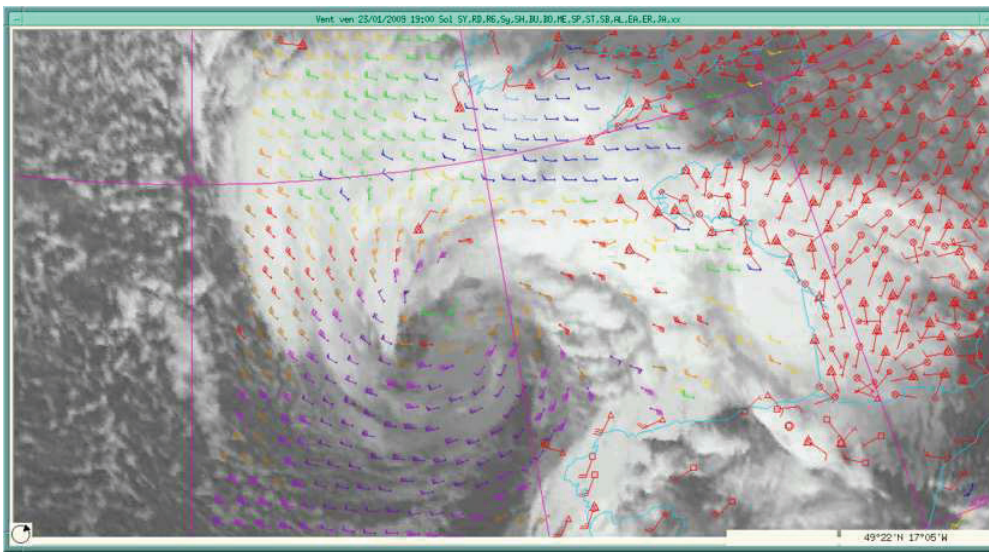 Vent ven 23/01/2009 19:00 Sol SY,RD,RG,Sy,SH,BU,BO,ME,SP,ST,SB,AL,EA,ER,JA,xx
49°22'N 17°05'W